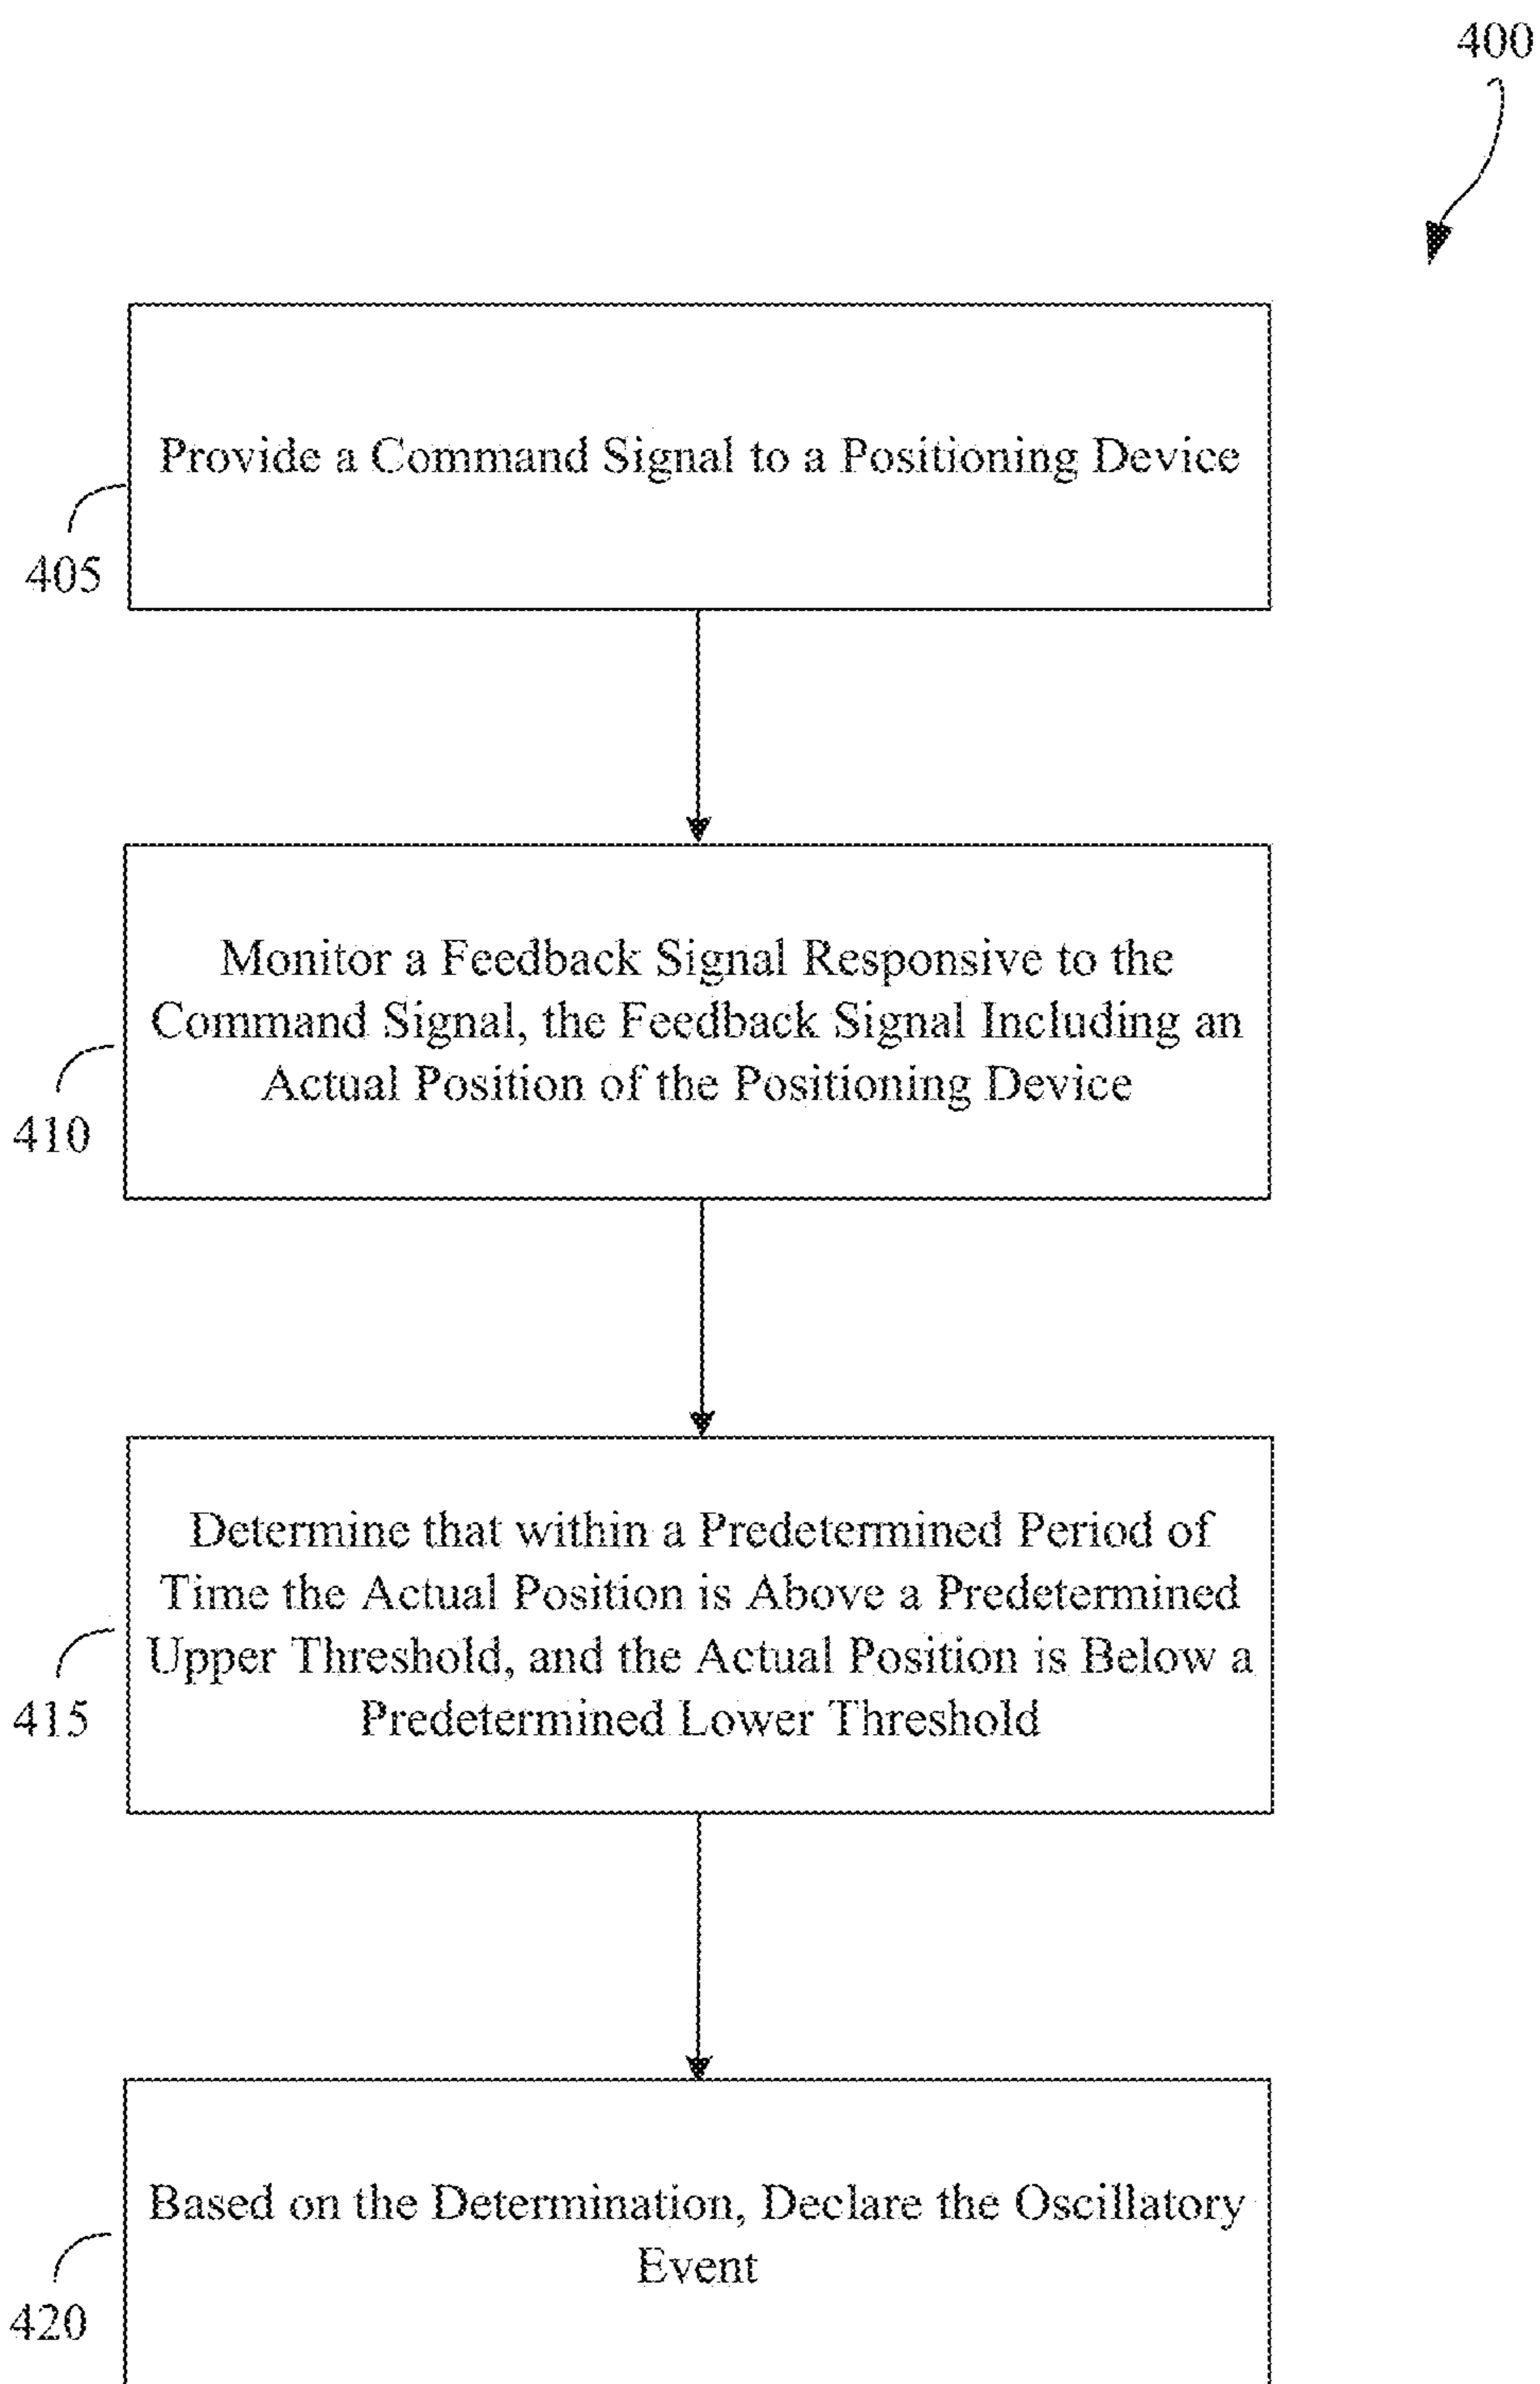 400
Provide a Command Signal to a Positioning Device
405
Monitor a Feedback Signal Responsive to the
Command Signal, the Feedback Signal Including an
Actual Position of the Positioning Device
410
Determine that within a Predetermined Period of
Time the Actual Position is Above a Predetermined
Upper Threshold, and the Actual Position is Below a
Predetermined Lower Threshold
415
Based on the Determination, Declare the Oscillatory
Event
420